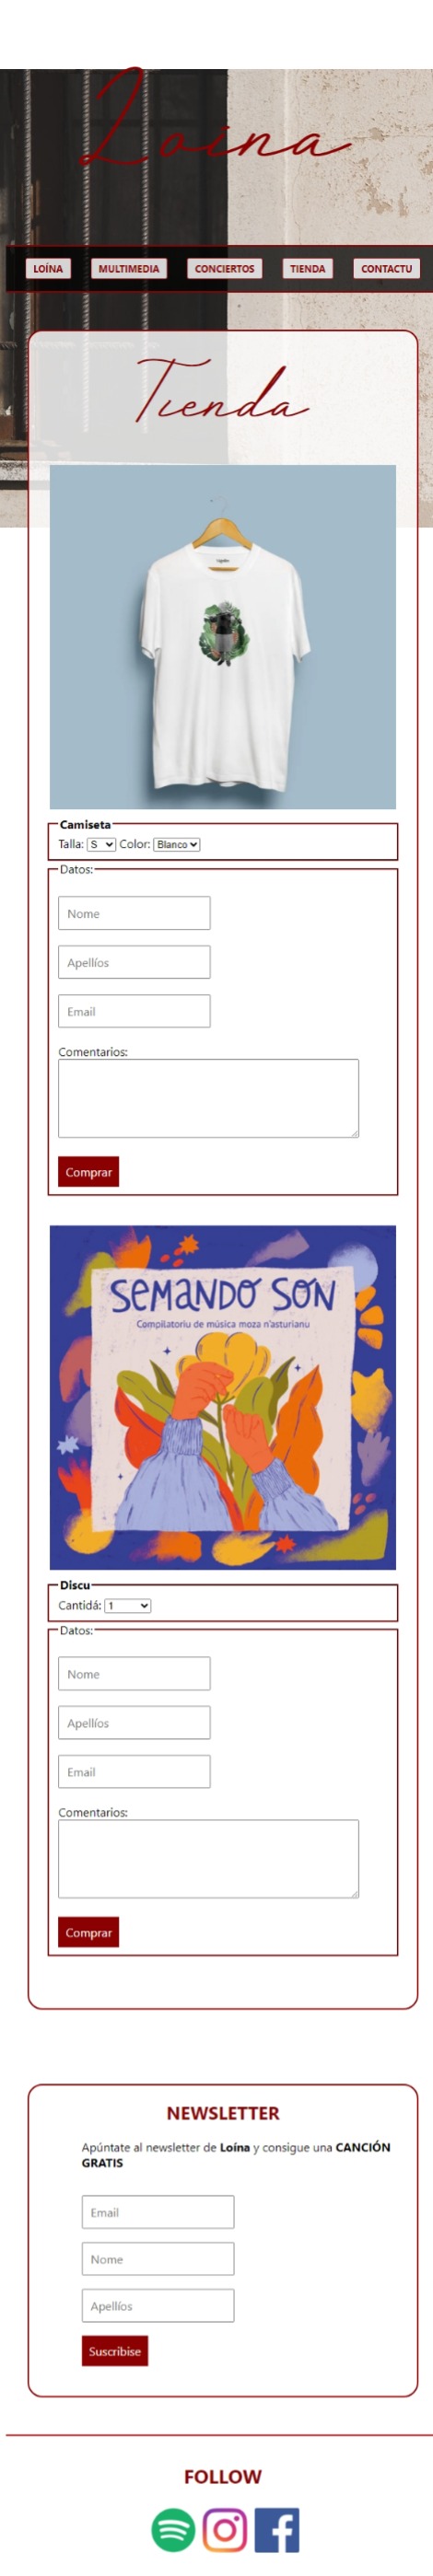 Loína
LOÍNA
MULTIMEDIA
CONCIERTOS
TIENDA
CONTACTU
Tienda
Camiseta
Talla: S Color: Blanco
Datos:
Nome
Apellíos
Email
Comentarios:
Comprar
SEMANDO SON
Compilatoriu de música moza n'asturianu
Discu
Cantidá: 1
Datos:
Nome
Apellíos
Email
Comentarios:
Comprar
NEWSLETTER
Apúntate al newsletter de Loína y consigue una CANCIÓN
GRATIS
Email
Nome
Apellíos
Suscribise
FOLLOW